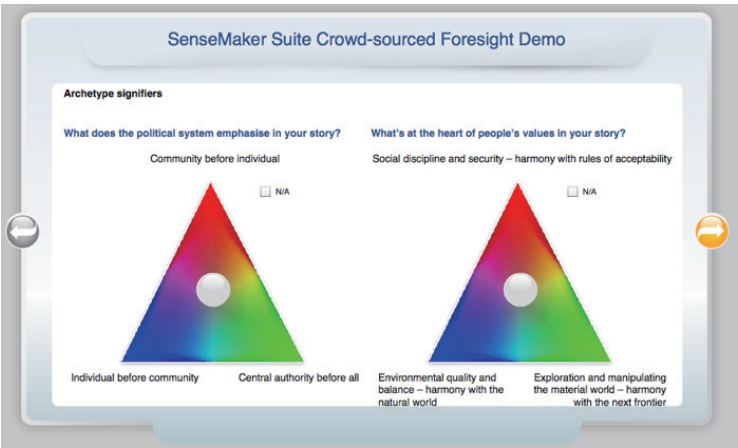 SenseMaker Suite Crowd-sourced Foresight Demo
Archetype signifiers
What does the political system emphasise in your story?
Community before individual
N/A
Individual before community
Central authority before all
What's at the heart of people's values in your story?
Social discipline and security – harmony with rules of acceptability
N/A
Environmental quality and
balance – harmony with the
natural world
Exploration and manipulating
the material world – harmony
with the next frontier